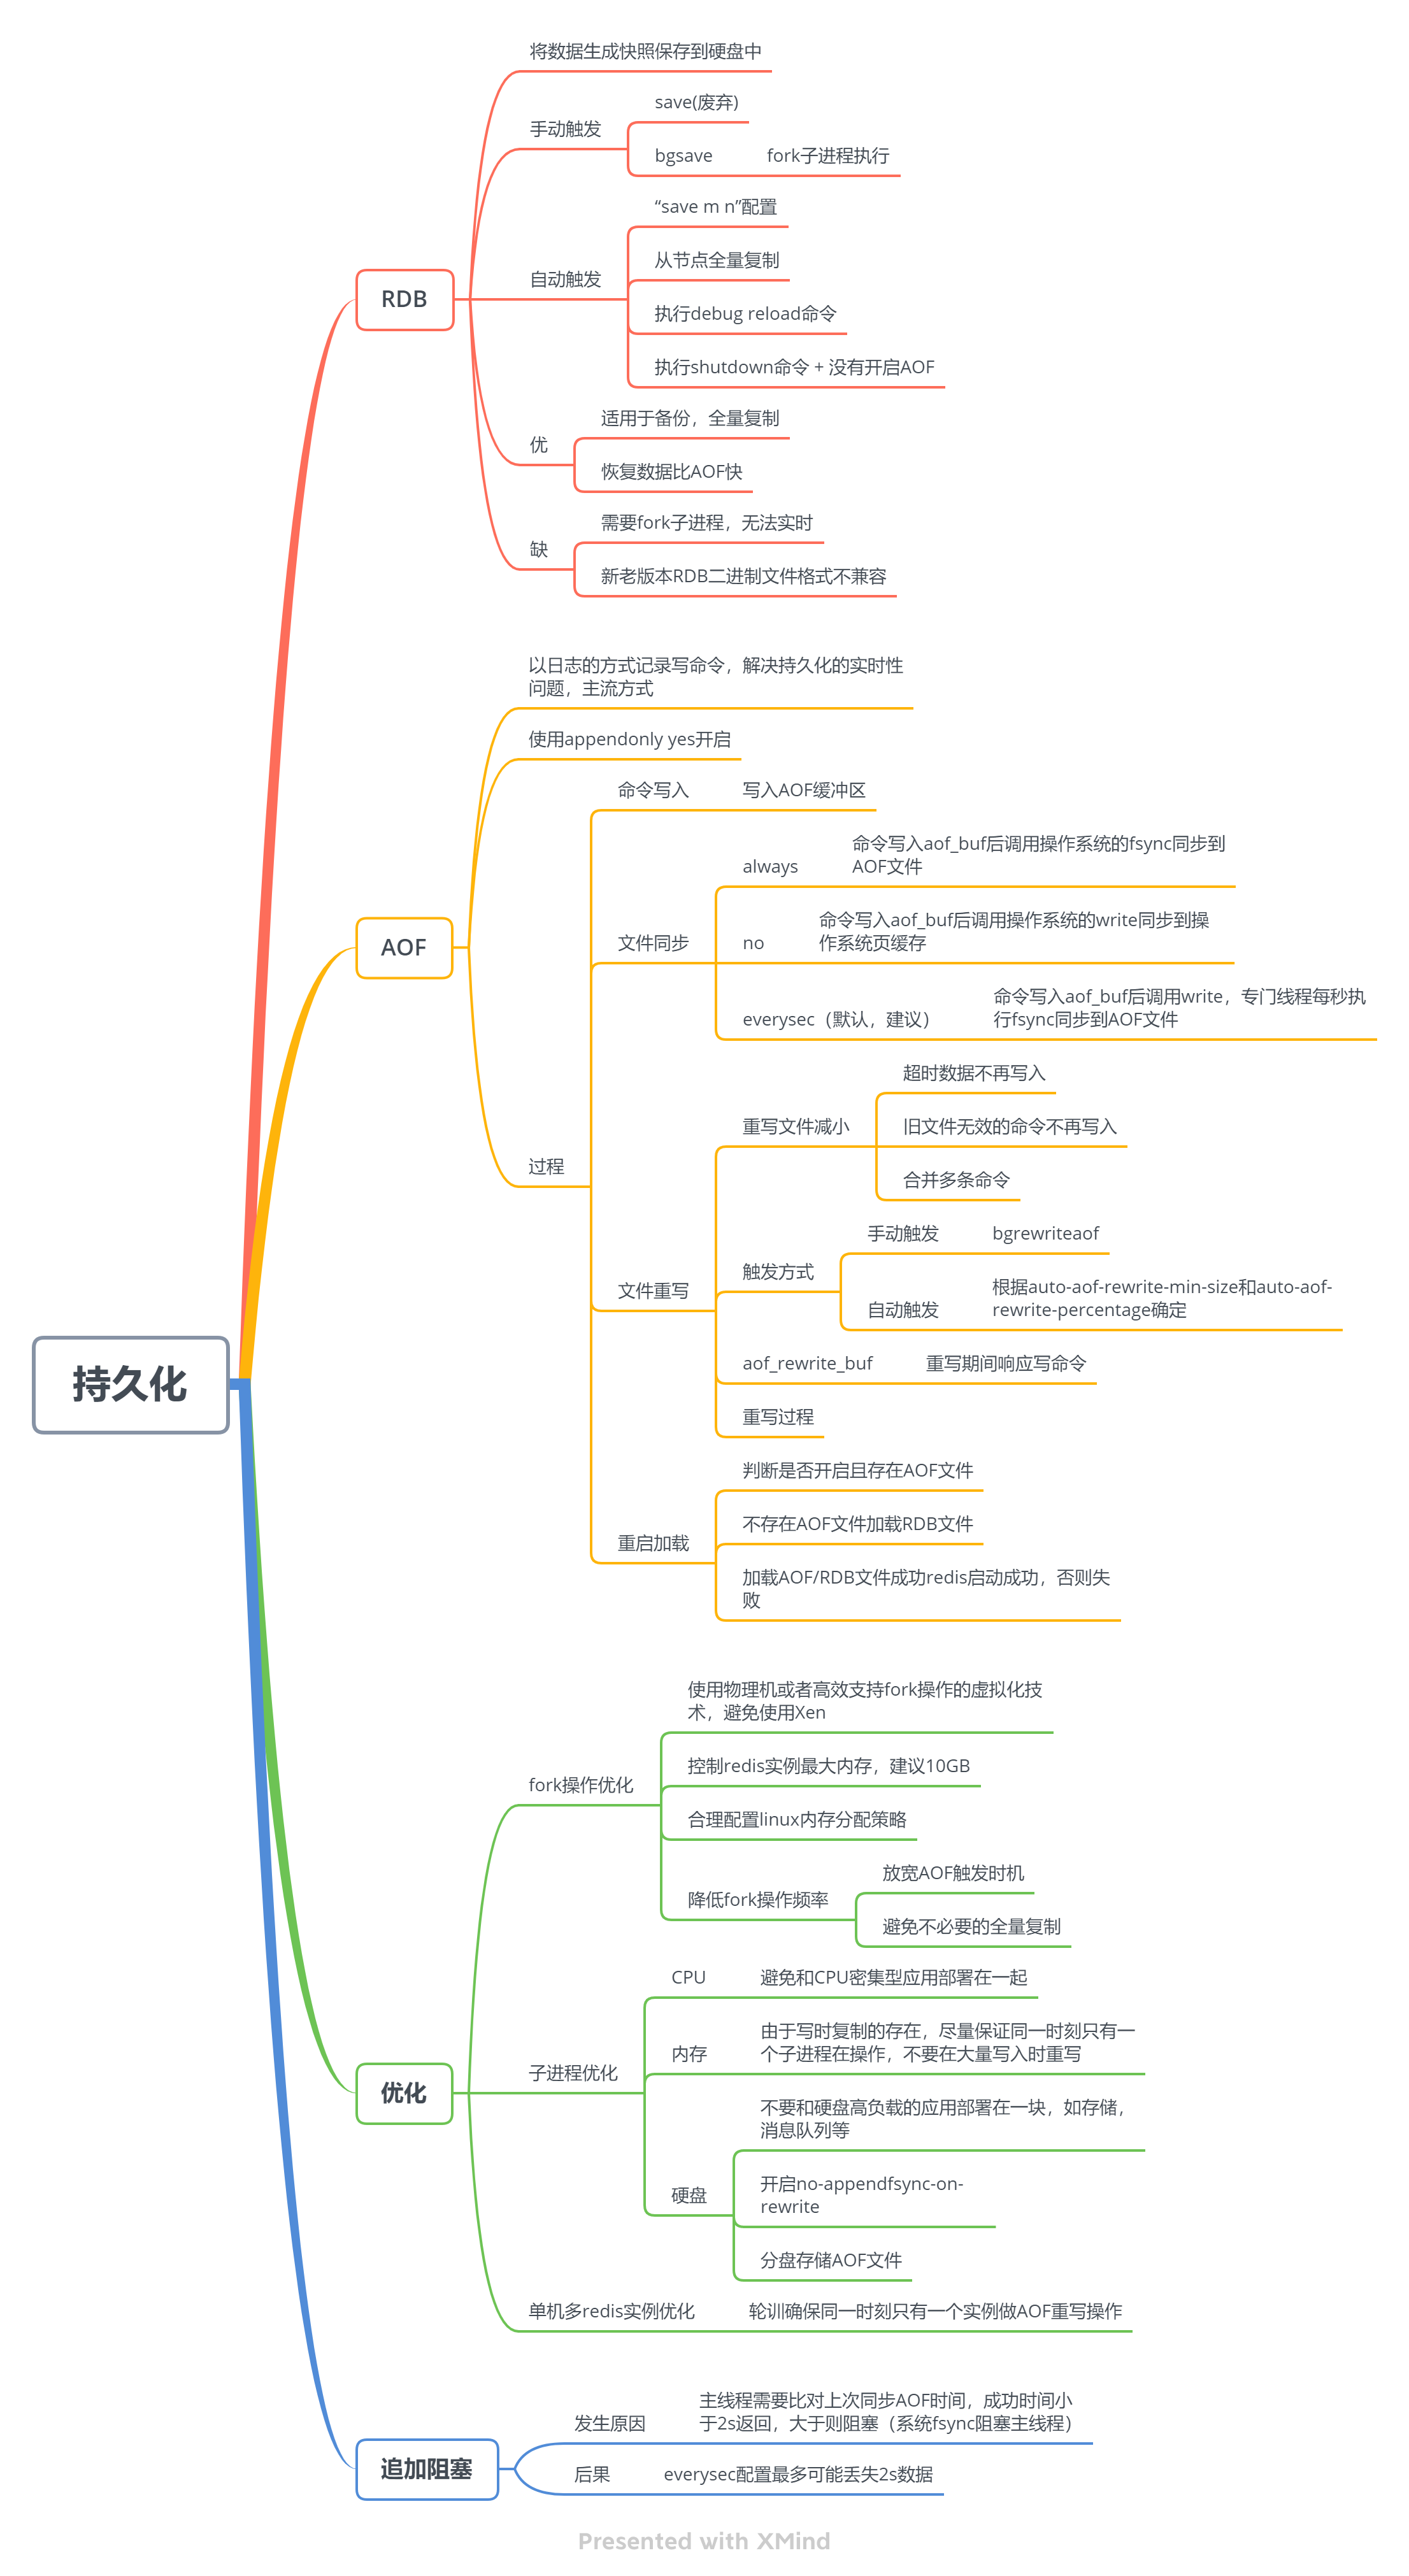 将数据生成快照保存到硬盘中
save(废弃)
手动触发
bgsave
fork子进程执行
“save m n”配置
从节点全量复制
自动触发
RDB
执行debug reload命令
执行shutdown命令 + 没有开启AOF
适用于备份，全量复制
优
恢复数据比AOF快
需要fork子进程，无法实时
缺
新老版本RDB二进制文件格式不兼容
以日志的方式记录写命令，解决持久化的实时性
问题，主流方式
使用appendonly yes开启
命令写入
写入AOF缓冲区
always
命令写入aof_buf后调用操作系统的fsync同步到
AOF文件
文件同步
no
命令写入aof_buf后调用操作系统的write同步到操
作系统页缓存
AOF
everysec（默认，建议）
命令写入aof_buf后调用write，专门线程每秒执
行fsync同步到AOF文件
超时数据不再写入
重写文件减小
旧文件无效的命令不再写入
合并多条命令
过程
手动触发
bgrewriteaof
触发方式
文件重写
自动触发
根据auto-aof-rewrite-min-size和auto-aof-
rewrite-percentage确定
aof_rewrite_buf
重写期间响应写命令
持久化
重写过程
判断是否开启且存在AOF文件
重启加载
不存在AOF文件加载RDB文件
加载AOF/RDB文件成功redis启动成功，否则失
败
使用物理机或者高效支持fork操作的虚拟化技
术，避免使用Xen
fork操作优化
控制redis实例最大内存，建议10GB
合理配置linux内存分配策略
放宽AOF触发时机
降低fork操作频率
避免不必要的全量复制
CPU
避免和CPU密集型应用部署在一起
子进程优化
内存
由于写时复制的存在，尽量保证同一时刻只有一
个子进程在操作，不要在大量写入时重写
优化
不要和硬盘高负载的应用部署在一块，如存储，
消息队列等
硬盘
开启no-appendfsync-on-
rewrite
分盘存储AOF文件
单机多redis实例优化
轮训确保同一时刻只有一个实例做AOF重写操作
发生原因
主线程需要比对上次同步AOF时间，成功时间小
于2s返回，大于则阻塞（系统fsync阻塞主线程）
追加阻塞
后果
everysec配置最多可能丢失2s数据
Presented with XMind